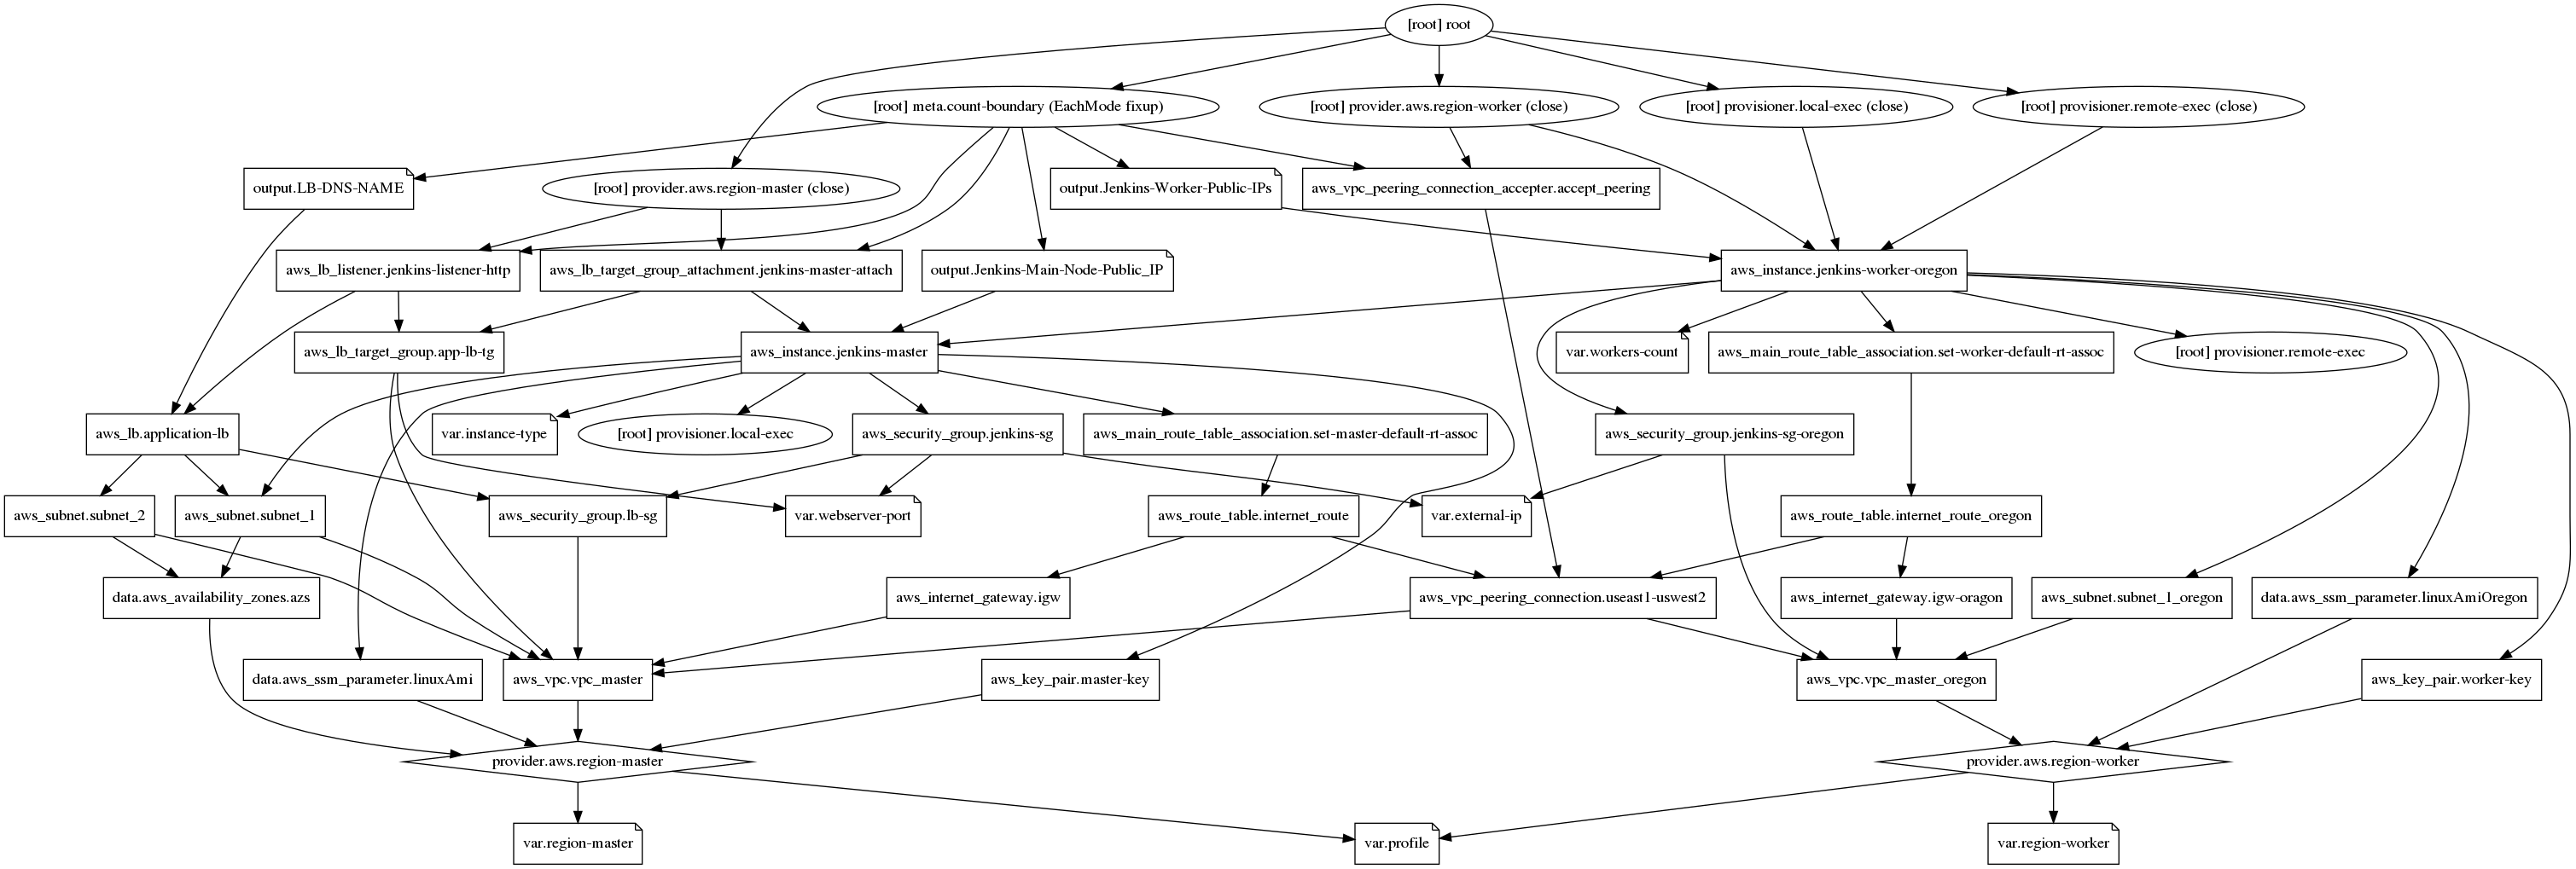 [root] root
[root] meta.count-boundary (EachMode fixup)
[root] provider.aws.region-worker (close)
[root] provisioner.local-exec (close)
[root] provisioner.remote-exec (close)
output.LB-DNS-NAME
[root] provider.aws.region-master (close)
output.Jenkins-Worker-Public-IPs
aws_vpc_peering_connection_accepter.accept_peering
aws_lb_listener.jenkins-listener-http
aws_lb_target_group_attachment.jenkins-master-attach
output.Jenkins-Main-Node-Public_IP
aws_instance.jenkins-worker-oregon
aws_lb_target_group.app-lb-tg
aws_instance.jenkins-master
var.workers-count
aws_main_route_table_association.set-worker-default-rt-assoc
[root] provisioner.remote-exec
aws_lb.application-lb
var.instance-type
[root] provisioner.local-exec
aws_security_group.jenkins-sg
aws_main_route_table_association.set-master-default-rt-assoc
aws_security_group.jenkins-sg-oregon
aws_subnet.subnet_2
aws_subnet.subnet_1
aws_security_group.lb-sg
var.webserver-port
aws_route_table.internet_route
var.external-ip
aws_route_table.internet_route_oregon
data.aws_availability_zones.azs
aws_internet_gateway.igw
aws_vpc_peering_connection.useast1-uswest2
aws_internet_gateway.igw-oragon
aws_subnet.subnet_1_oregon
data.aws_ssm_parameter.linuxAmiOregon
data.aws_ssm_parameter.linuxAmi
aws_vpc.vpc_master
aws_key_pair.master-key
aws_vpc.vpc_master_oregon
aws_key_pair.worker-key
provider.aws.region-master
provider.aws.region-worker
var.region-master
var.profile
var.region-worker